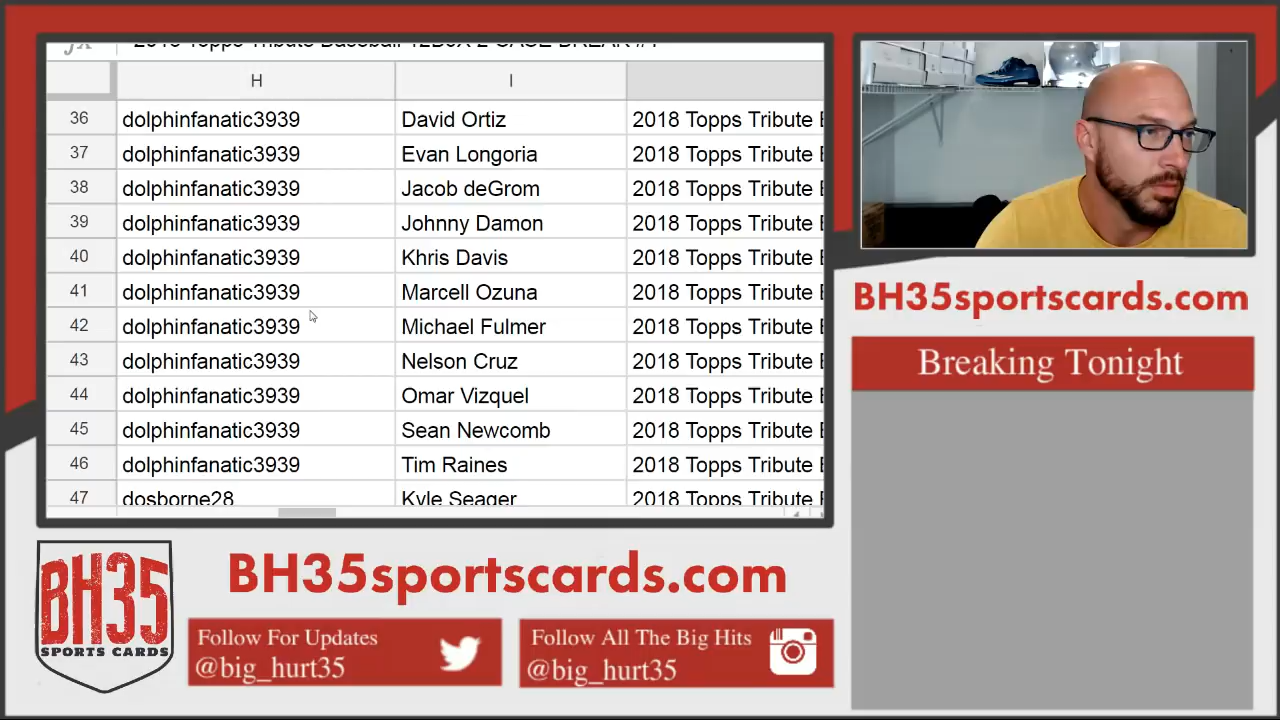 H I
36 dolphinfanatic3939 David Ortiz 2018 Topps Tribute
37 dolphinfanatic3939 Evan Longoria 2018 Topps Tribute
38 dolphinfanatic3939 Jacob deGrom 2018 Topps Tribute
39 dolphinfanatic3939 Johnny Damon 2018 Topps Tribute
40 dolphinfanatic3939 Khris Davis 2018 Topps Tribute
41 dolphinfanatic3939 Marcell Ozuna 2018 Topps Tribute
42 dolphinfanatic3939 Michael Fulmer 2018 Topps Tribute
43 dolphinfanatic3939 Nelson Cruz 2018 Topps Tribute
44 dolphinfanatic3939 Omar Vizquel 2018 Topps Tribute
45 dolphinfanatic3939 Sean Newcomb 2018 Topps Tribute
46 dolphinfanatic3939 Tim Raines 2018 Topps Tribute
47 dosborne28 Kyle Seager 2018 Topps Tribute
BH35sportscards.com
Breaking Tonight
BH35
SPORTS CARDS
BH35sportscards.com
Follow For Updates
@big_hurt35
Follow All The Big Hits
@big_hurt35